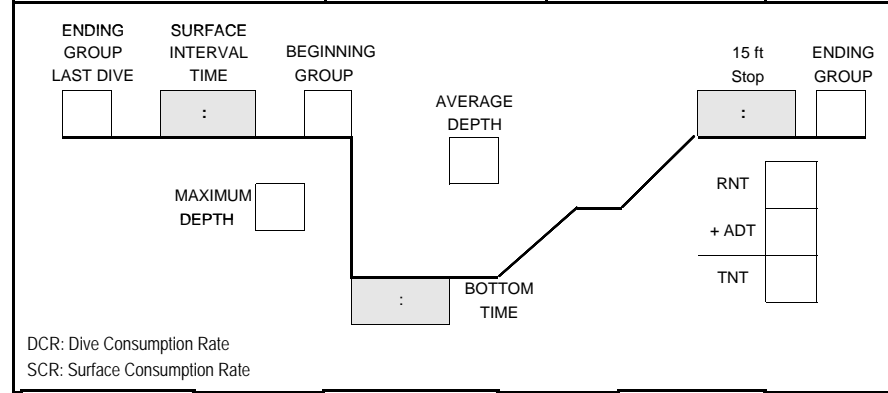 ENDING
GROUP
LAST DIVE
SURFACE
INTERVAL
TIME
:
BEGINNING
GROUP
AVERAGE
DEPTH
15 ft
Stop
:
ENDING
GROUP
MAXIMUM
DEPTH
RNT
+ ADT
TNT
:
BOTTOM
TIME
DCR: Dive Consumption Rate
SCR: Surface Consumption Rate